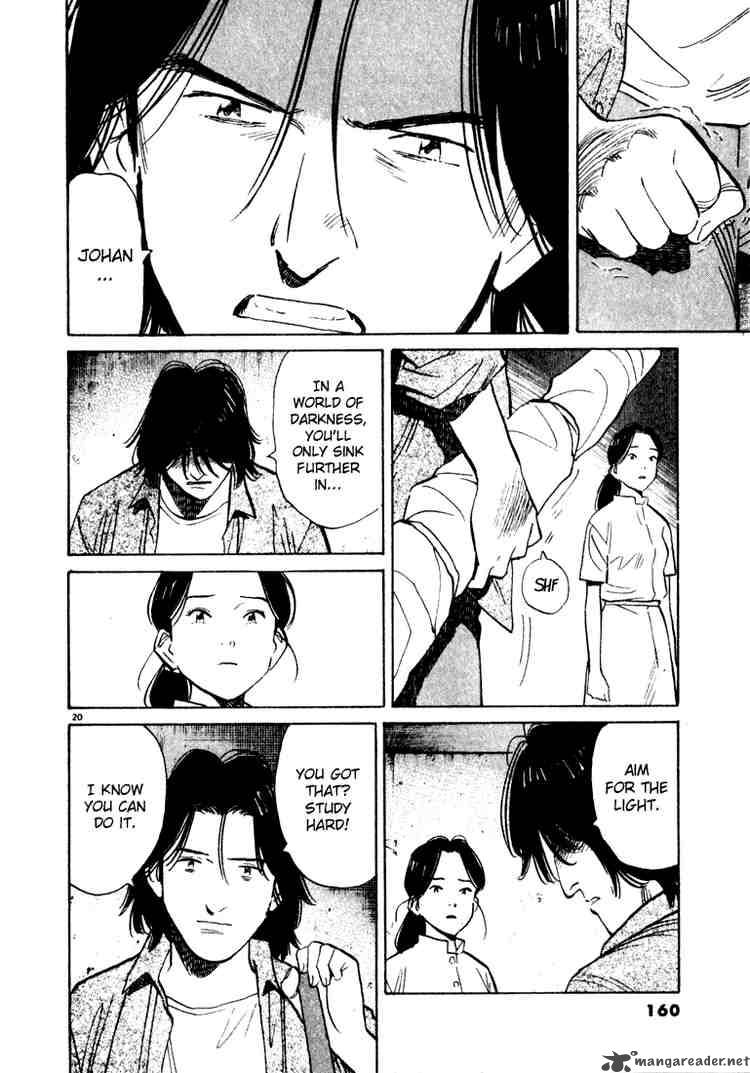 JOHAN
...
SHF
IN A
WORLD OF
DARKNESS,
YOU'LL
ONLY SINK
FURTHER
IN...
AIM
FOR THE
LIGHT.
YOU GOT
THAT?
STUDY
HARD!
I KNOW
YOU CAN
DO IT.
20
160
mangareader.net